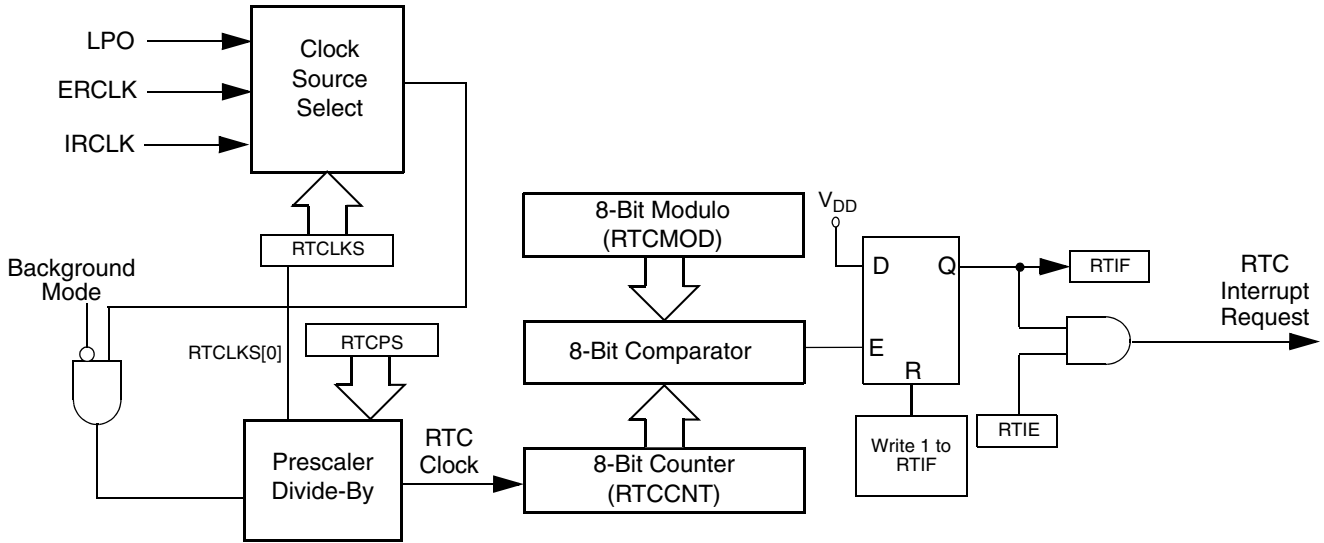 LPO
ERCLK
IRCLK
Clock
Source
Select
RTCLKS
Background
Mode
RTCLKS[0]
RTCPS
Prescaler
Divide-By
RTC
Clock
8-Bit Modulo
(RTCMOD)
8-Bit Comparator
8-Bit Counter
(RTCCNT)
VDD
D
Q
E
R
Write 1 to
RTIF
RTIF
RTIE
RTC
Interrupt
Request